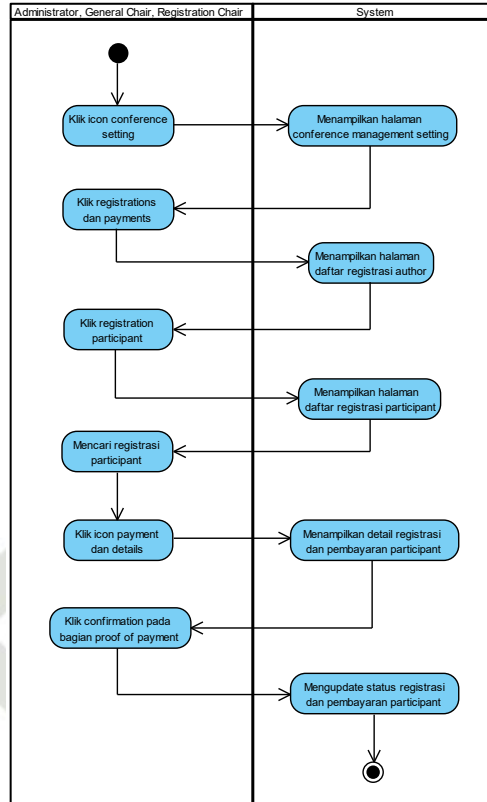 Administrator, General Chair, Registration Chair
System
Klik icon conference
setting
Menampilkan halaman
conference management setting
Klik registrations
dan payments
Menampilkan halaman
daftar registrasi author
Klik registration
participant
Menampilkan halaman
daftar registrasi participant
Mencari registrasi
participant
Klik icon payment
dan details
Menampilkan detail registrasi
dan pembayaran participant
Klik confirmation pada
bagian proof of payment
Mengupdate status registrasi
dan pembayaran participant